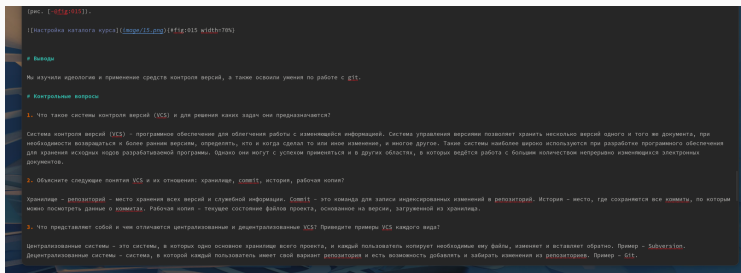 (рис. [-@fig:015]).
![Настройка каталога курса](image/15.png){#fig:015 width=70%}
# Выводы
Мы изучили идеологию и применение средств контроля версий, а также освоили умения по работе с git.
# Контрольные вопросы
1. Что такое системы контроля версий (VCS) и для решения каких задач они предназначаются?
Система контроля версий (VCS) – программное обеспечение для облегчения работы с изменяющейся информацией. Система управления версиями позволяет хранить несколько версий одного и того же документа, при
необходимости возвращаться к более ранним версиям, определять, кто и когда сделал то или иное изменение, и многое другое. Такие системы наиболее широко используются при разработке программного обеспечения
для хранения исходных кодов разрабатываемой программы. Однако они могут с успехом применяться и в других областях, в которых ведётся работа с большим количеством непрерывно изменяющихся электронных
документов.
2. Объясните следующие понятия VCS и их отношения: хранилище, commit, история, рабочая копия?
Хранилище – репозиторий – место хранения всех версий и служебной информации. Commit – это команда для записи индексированных изменений в репозиторий. История – место, где сохраняются все коммиты, по которым
можно посмотреть данные о коммитах. Рабочая копия – текущее состояние файлов проекта, основанное на версии, загруженной из хранилища.
3. Что представляют собой и чем отличаются централизованные и децентрализованные VCS? Приведите примеры VCS каждого вида?
Централизованные системы – это системы, в которых одно основное хранилище всего проекта, и каждый пользователь копирует необходимые ему файлы, изменяет и вставляет обратно. Пример – Subversion.
Децентрализованные системы – система, в которой каждый пользователь имеет свой вариант репозитория и есть возможность добавлять и забирать изменения из репозиториев. Пример – Git.